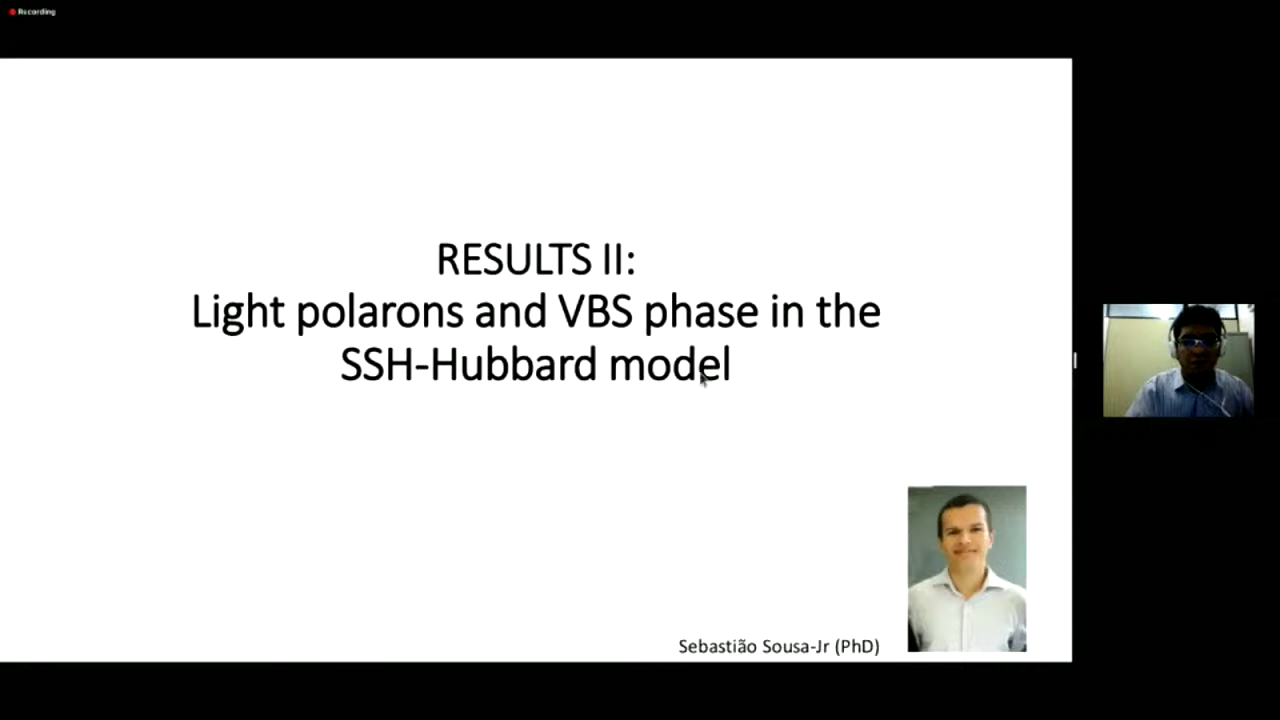 Recording
RESULTS II:
Light polarons and VBS phase in the
SSH-Hubbard model
Sebastião Sousa-Jr (PhD)